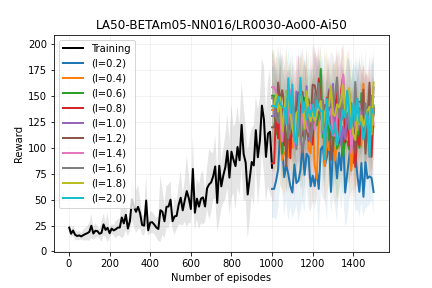 LA50-BETAm05-NN016/LR0030-Ao00-Ai50
Reward
200
175
150
125
100
75
50
25
0
Training
(l=0.2)
(l=0.4)
(l=0.6)
(l=0.8)
(l=1.0)
(l=1.2)
(l=1.4)
(l=1.6)
(l=1.8)
(l=2.0)
0 200 400 600 800 1000 1200 1400
Number of episodes